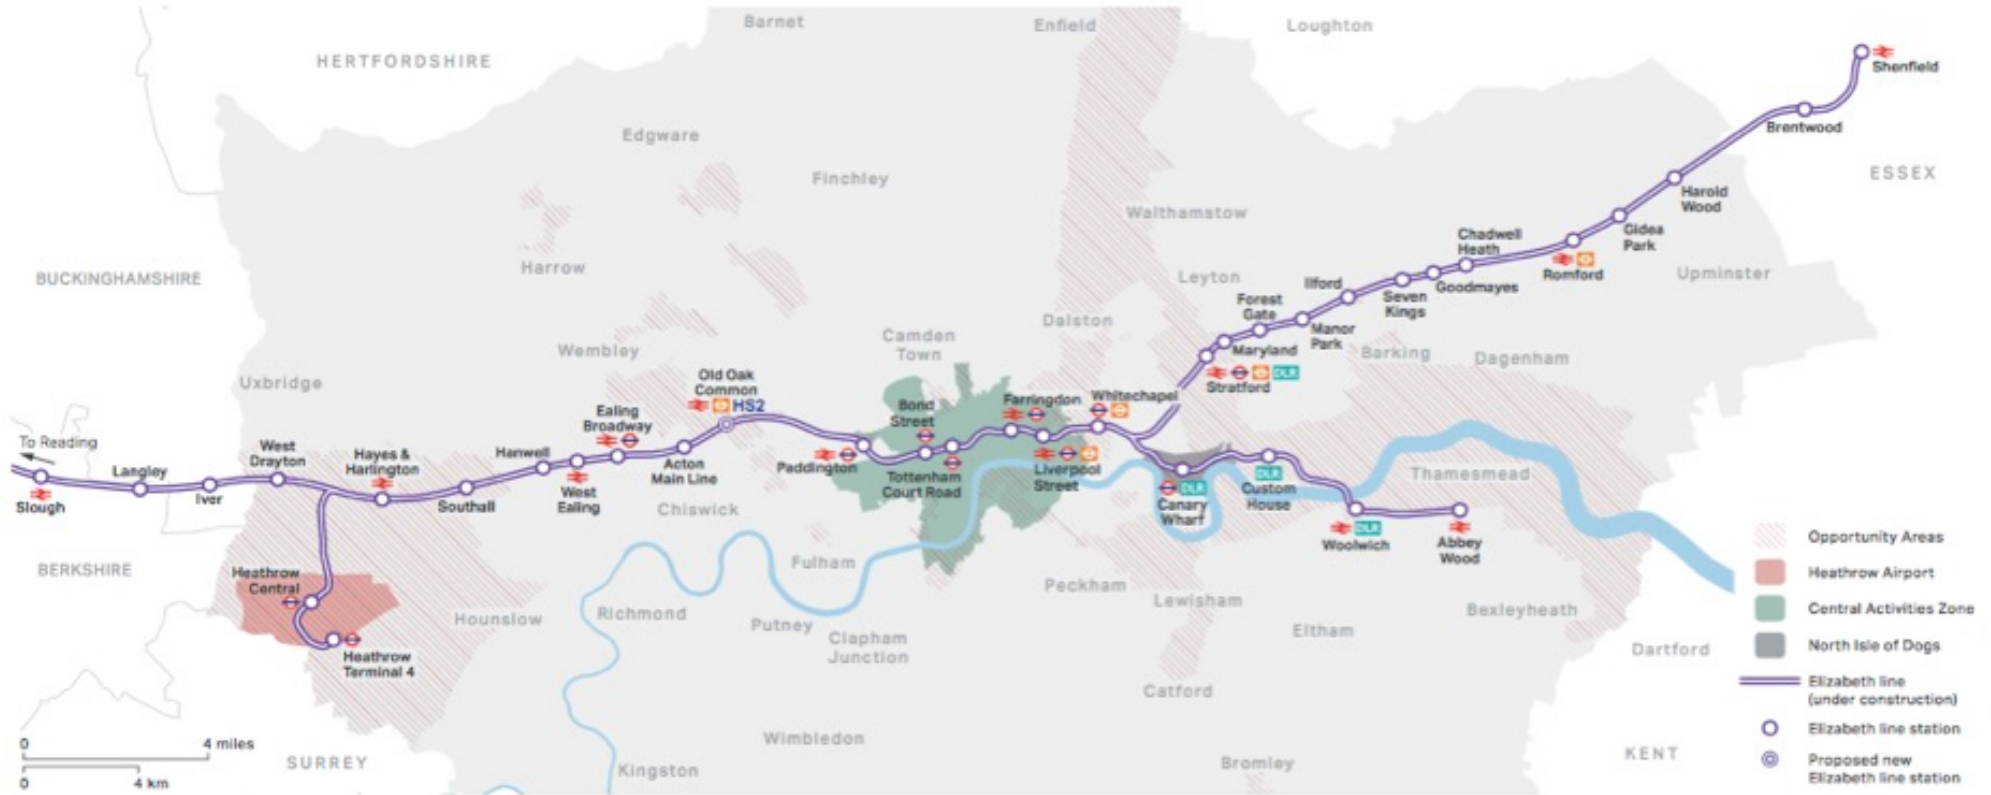 Barnet
Enfield
Loughton
HERTFORDSHIRE
Shenfield
Brentwood
Edgware
Finchley
ESSEX
Harold
Wood
Walthamstow
Gidea
Park
Chadwell
Heath
Harrow
BUCKINGHAMSHIRE
Leyton
Romford
Upminster
Ilford
Goodmayes
Seven
Kings
Forest
Gate
Dalston
Manor
Park
Camden
Town
Wembley
Maryland
Barking
Dagenham
Uxbridge
Old Oak
Common
HS2
Stratford
DLR
Bond
Street
Farringdon
Whitechapel
Ealing
Broadway
To Reading
West
Drayton
Hayes &
Harlington
Hanwell
Langley
Iver
Slough
Southall
West
Ealing
Acton
Main Line
Paddington
Tottenham
Court Road
Liverpool
Street
DLR
Canary
Wharf
DLR
Custom
House
Thamesmead
Chiswick
DLR
Woolwich
Abbey
Wood
Opportunity Areas
BERKSHIRE
Heathrow
Central
Fulham
Heathrow Airport
Peckham
Lewisham
Bexleyheath
Central Activities Zone
Hounslow
Richmond
Putney
Clapham
Junction
Eltham
North Isle of Dogs
Dartford
Heathrow
Terminal 4
Catford
Elizabeth line
(under construction)
Elizabeth line station
Wimbledon
0 4 miles
0 4 km
SURREY
Kingston
Bromley
KENT
Proposed new
Elizabeth line station